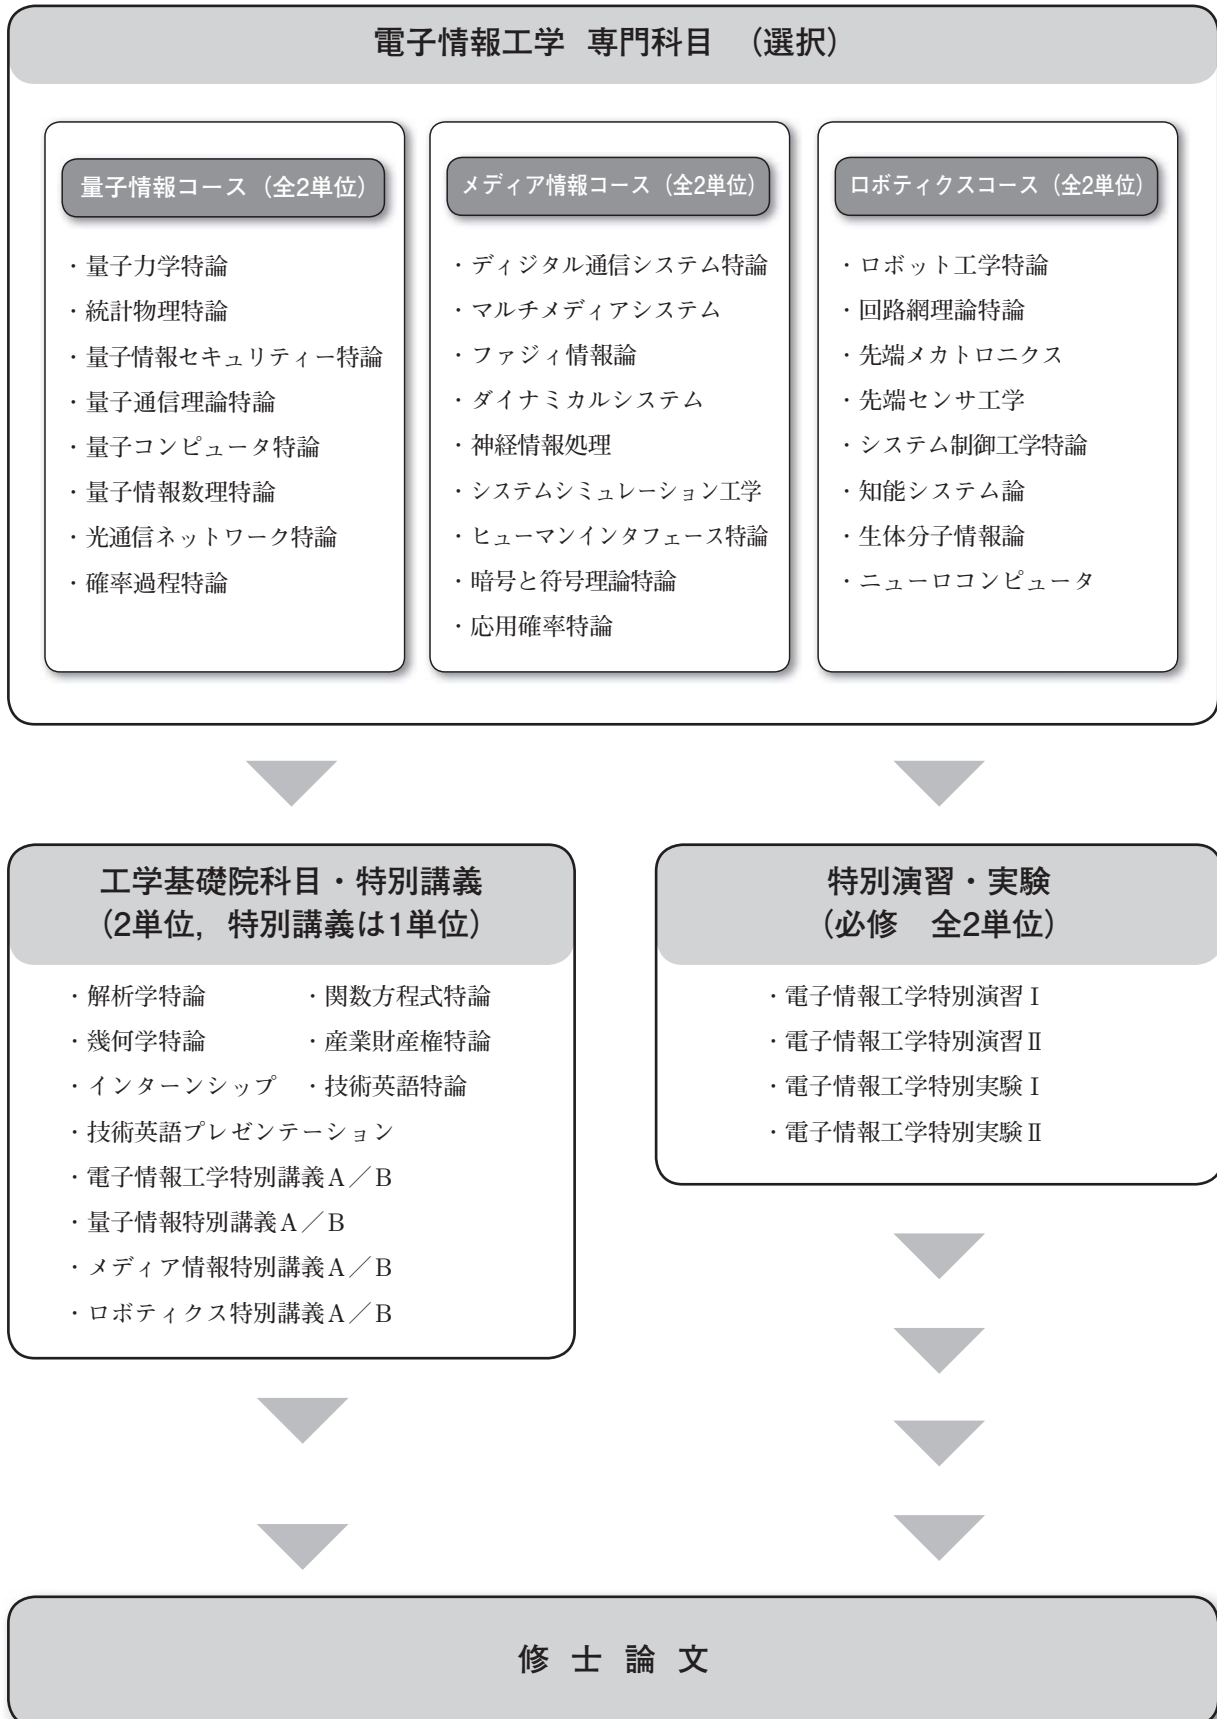 電子情報工学 専門科目 （選択）
量子情報コース（全2単位）
・量子力学特論
・統計物理特論
・量子情報セキュリティー特論
・量子通信理論特論
・量子コンピュータ特論
・量子情報数理特論
・光通信ネットワーク特論
・確率過程特論
メディア情報コース（全2単位）
・ディジタル通信システム特論
・マルチメディアシステム
・ファジィ情報論
・ダイナミカルシステム
・神経情報処理
・システムシミュレーション工学
・ヒューマンインタフェース特論
・暗号と符号理論特論
・応用確率特論
ロボティクスコース（全2単位）
・ロボット工学特論
・回路網理論特論
・先端メカトロニクス
・先端センサ工学
・システム制御工学特論
・知能システム論
・生体分子情報論
・ニューロコンピュータ
工学基礎院科目・特別講義
（2単位，特別講義は1単位）
・解析学特論 ・関数方程式特論
・幾何学特論 ・産業財産権特論
・インターンシップ ・技術英語特論
・技術英語プレゼンテーション
・電子情報工学特別講義Ａ／Ｂ
・量子情報特別講義Ａ／Ｂ
・メディア情報特別講義Ａ／Ｂ
・ロボティクス特別講義Ａ／Ｂ
特別演習・実験
（必修　全2単位）
・電子情報工学特別演習Ⅰ
・電子情報工学特別演習Ⅱ
・電子情報工学特別実験Ⅰ
・電子情報工学特別実験Ⅱ
修 士 論 文